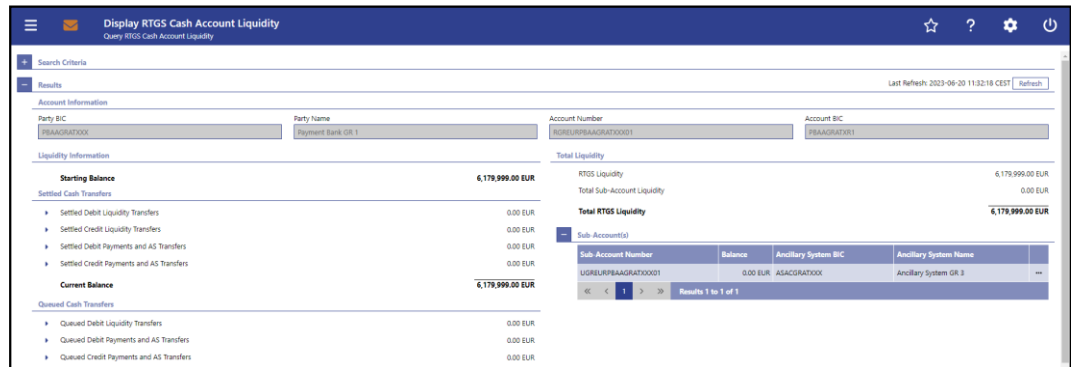 Display RTGS Cash Account Liquidity
Query RTGS Cash Account Liquidity
?
+ Search Criteria
− Results
Last Refresh: 2023-06-20 11:32:18 CEST Refresh
Account Information
Party BIC Party Name Account Number Account BIC
PBAAGRATXXX Payment Bank GR 1 RGREURPBAAGRATXXX01 PBAAGRATXR1
Liquidity Information
Starting Balance 6,179,999.00 EUR
Settled Cash Transfers
Settled Debit Liquidity Transfers 0.00 EUR
Settled Credit Liquidity Transfers 0.00 EUR
Settled Debit Payments and AS Transfers 0.00 EUR
Settled Credit Payments and AS Transfers 0.00 EUR
Current Balance 6,179,999.00 EUR
Queued Cash Transfers
Queued Debit Liquidity Transfers 0.00 EUR
Queued Debit Payments and AS Transfers 0.00 EUR
Queued Credit Payments and AS Transfers 0.00 EUR
Total Liquidity
RTGS Liquidity 6,179,999.00 EUR
Total Sub-Account Liquidity 0.00 EUR
Total RTGS Liquidity 6,179,999.00 EUR
− Sub-Account(s)
Sub-Account Number Balance Ancillary System BIC Ancillary System Name
UGREURPBAAGRATXXX01 0.00 EUR ASACGRATXXX Ancillary System GR 3 ...
« < 1 > » Results 1 to 1 of 1